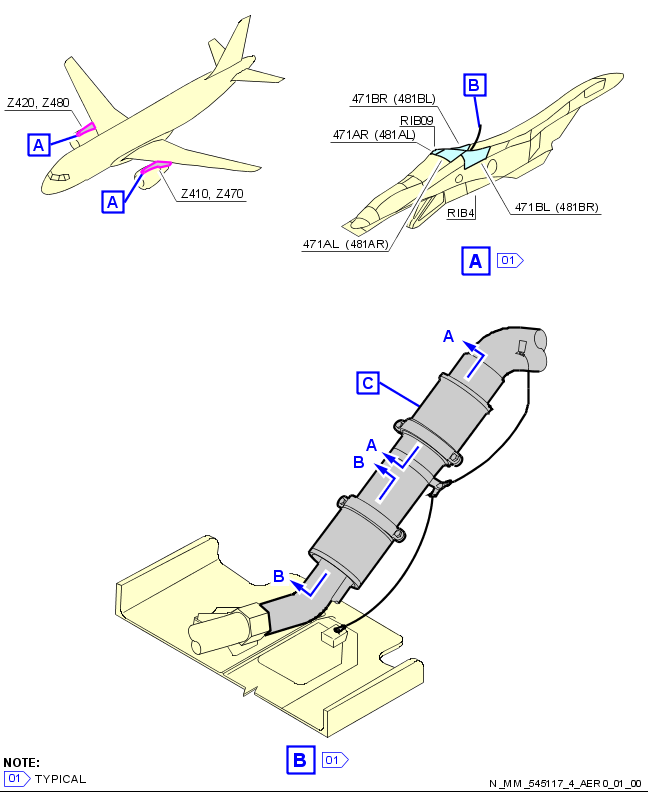 Z420, Z480
A
A
Z410, Z470
B
471BR (481BL)
RIB09
471AR (481AL)
471BL (481BR)
RIB4
471AL (481AR)
A 01
A
C
A
B
B
B 01
NOTE:
01 TYPICAL
N_MM_545117_4_AER0_01_00